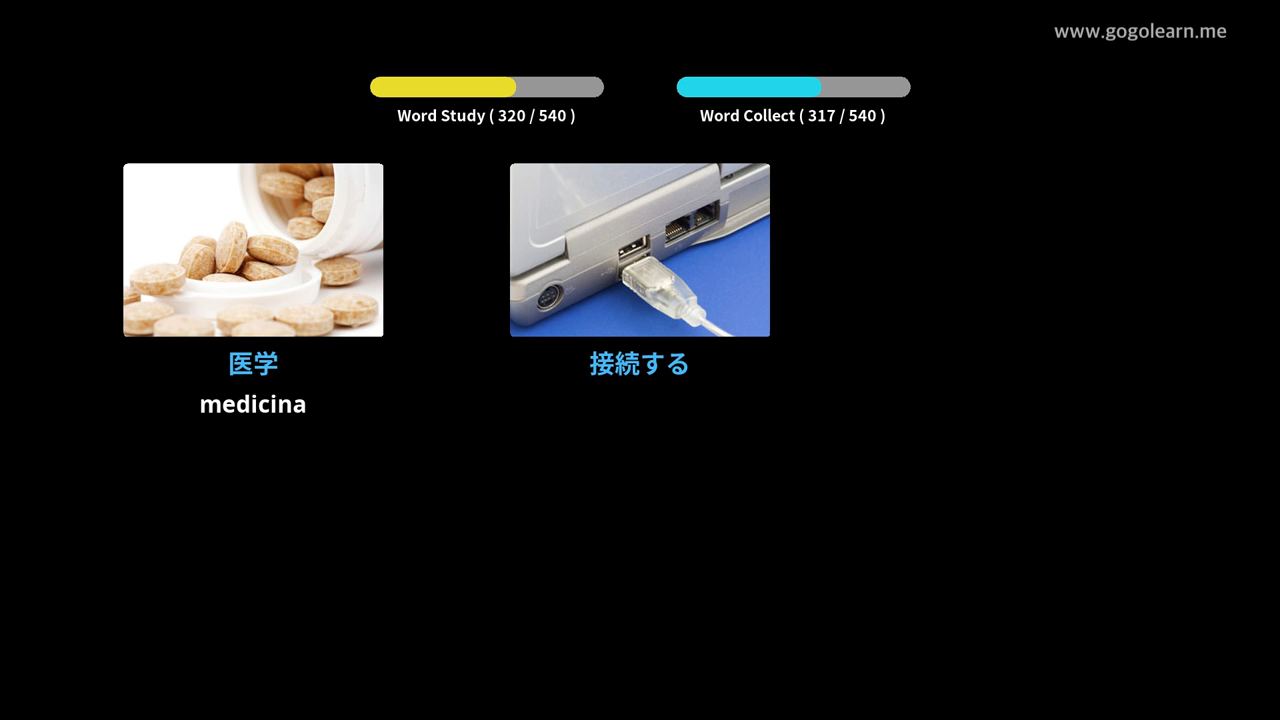 www.gogolearn.me
Word Study ( 320 / 540 )
Word Collect ( 317 / 540 )
医学
medicina
接続する